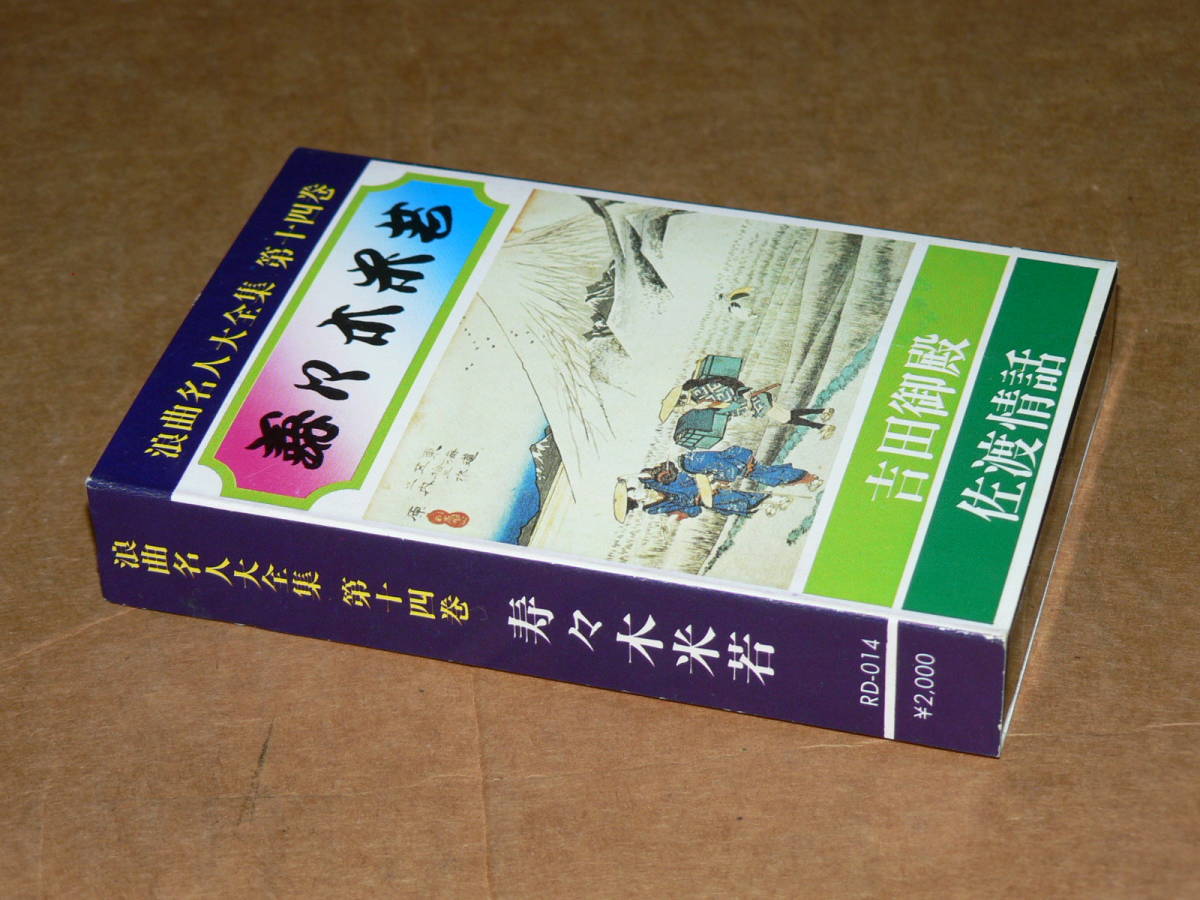 浪曲名人大全集 第十四巻
寿々木米若
吉田御殿
佐渡情話
浪曲名人大全集 第十四巻
寿々木米若
RD-014
¥2,000